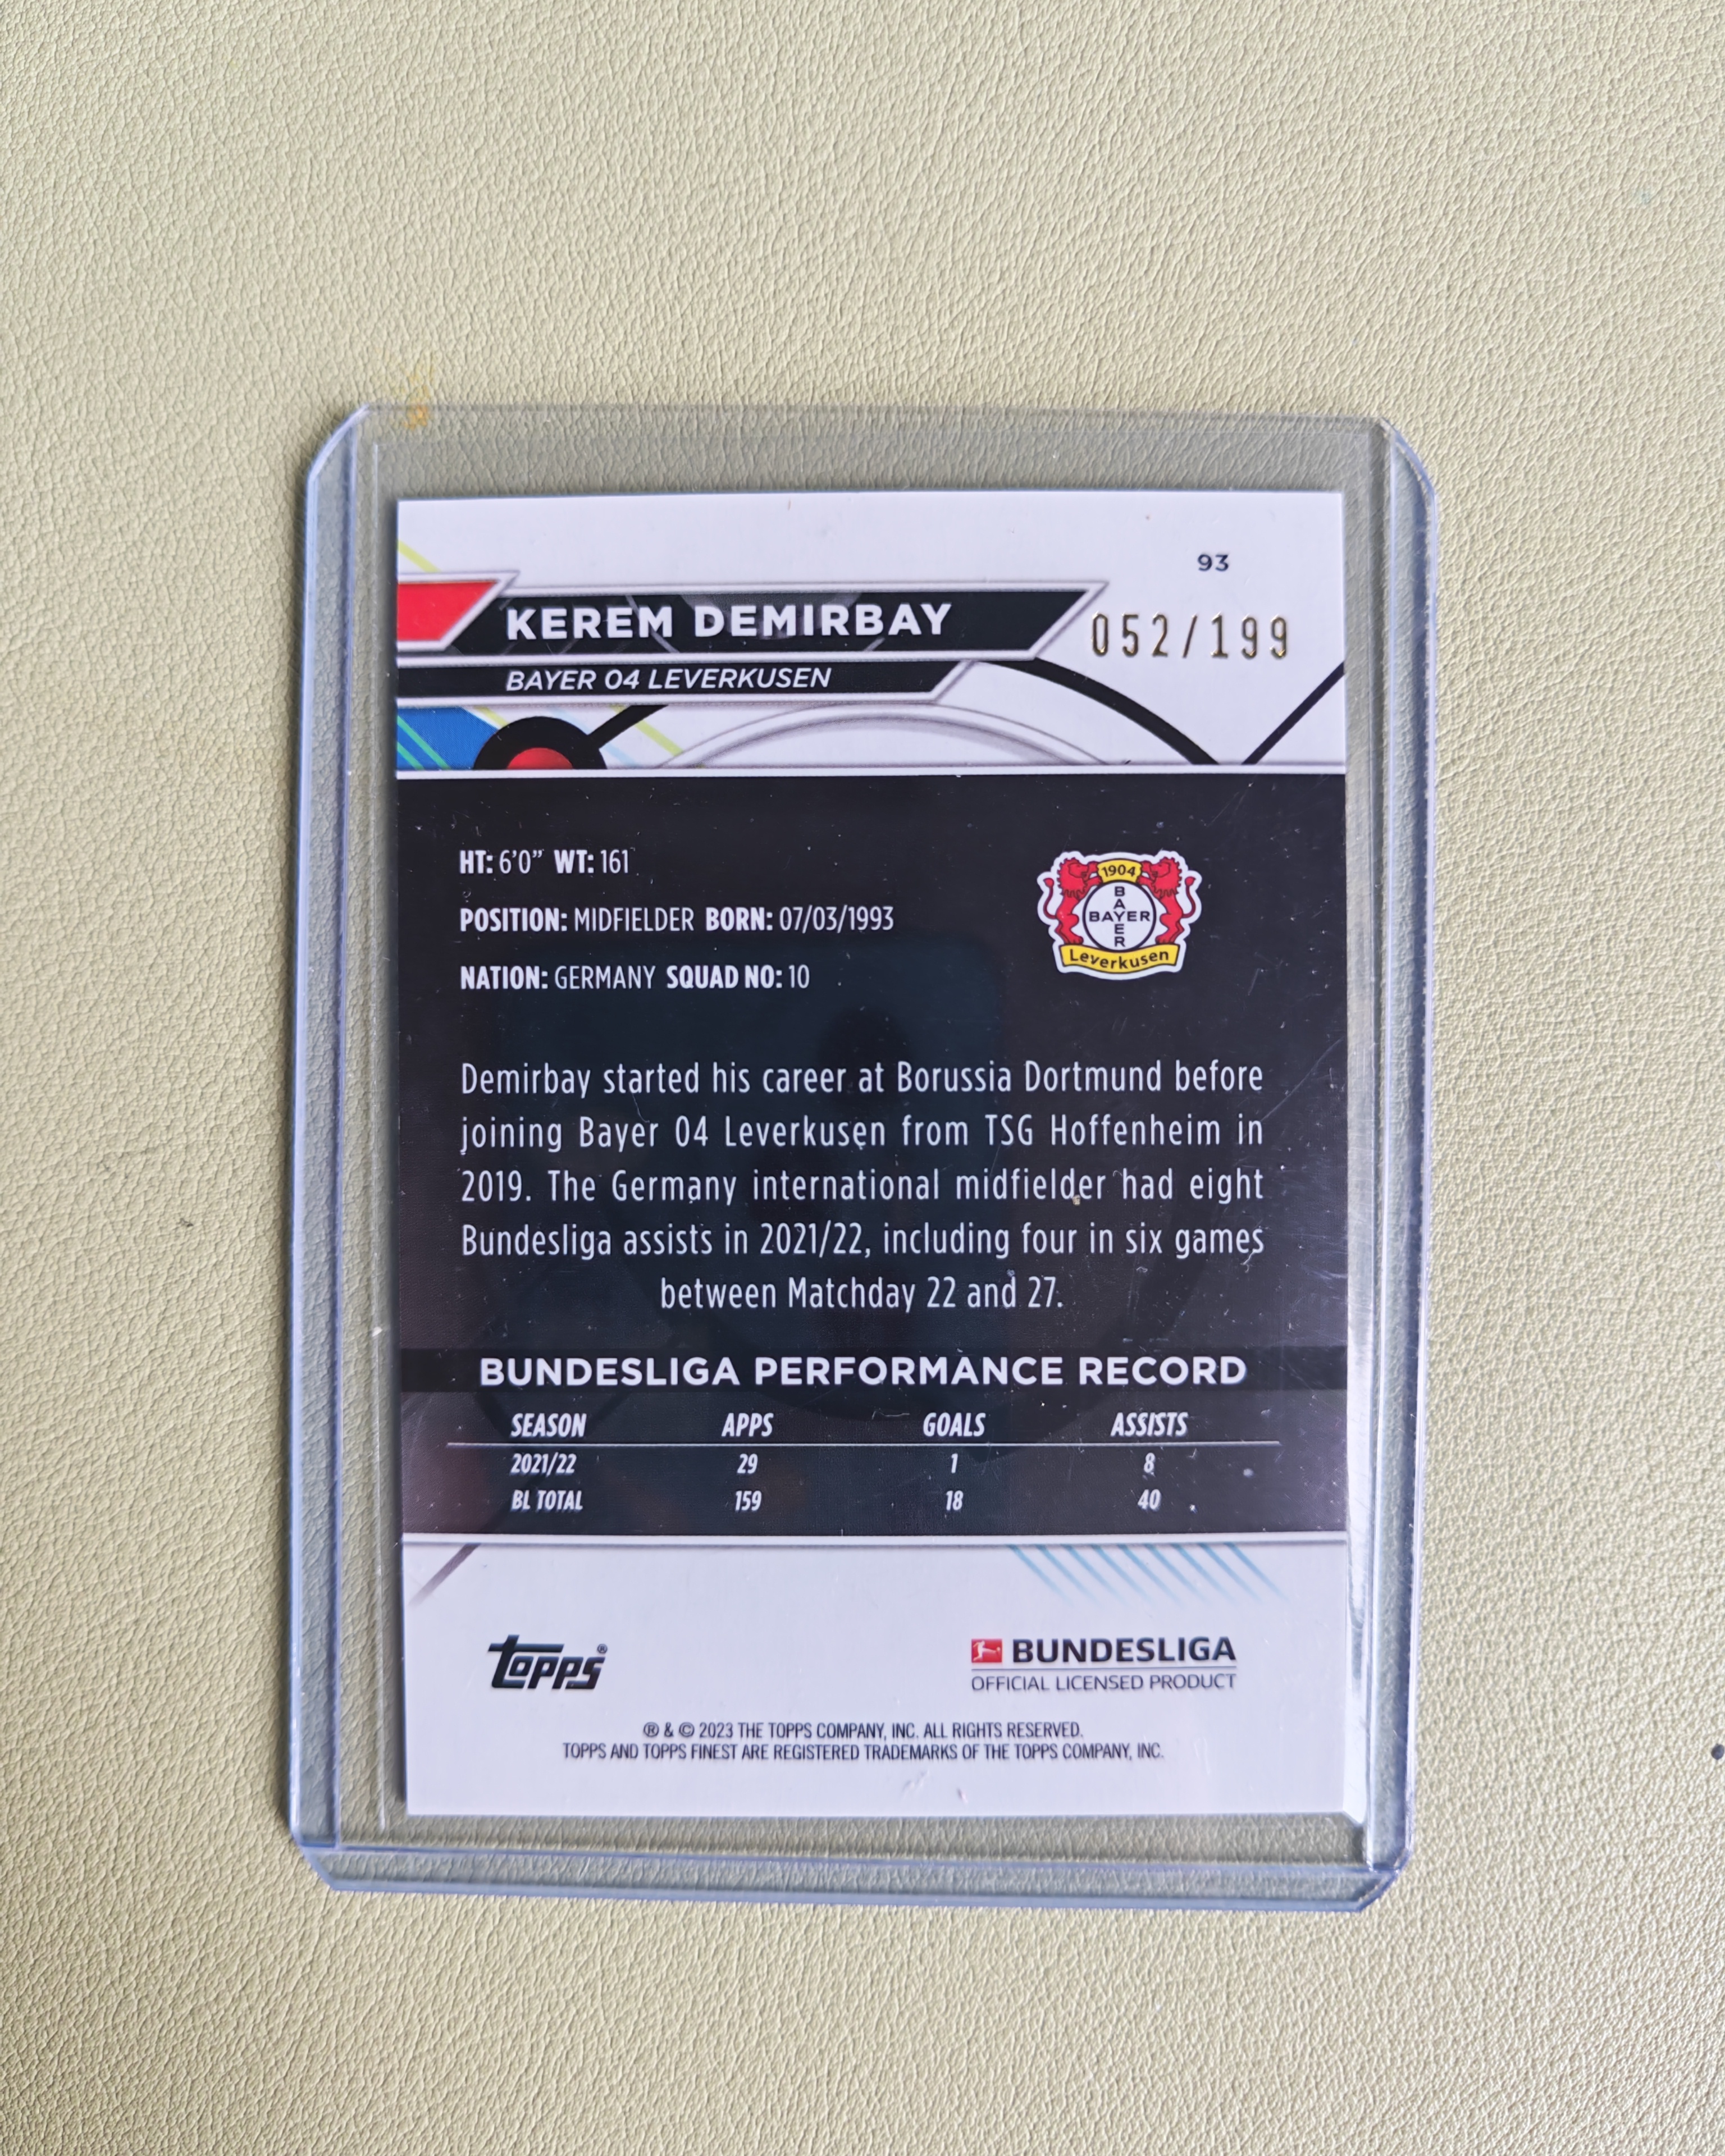 93
KEREM DEMIRBAY
052/199
BAYER 04 LEVERKUSEN
HT: 6'0" WT: 161
POSITION: MIDFIELDER BORN: 07/03/1993
NATION: GERMANY SQUAD NO: 10
1904
BAYER
BAYER
Leverkusen
Demirbay started his career at Borussia Dortmund before
joining Bayer 04 Leverkusen from TSG Hoffenheim in
2019. The Germany international midfielder had eight
Bundesliga assists in 2021/22, including four in six games
between Matchday 22 and 27.
BUNDESLIGA PERFORMANCE RECORD
SEASON APPS GOALS ASSISTS
2021/22 29 1 8
BL TOTAL 159 18 40
topps®
BUNDESLIGA
OFFICIAL LICENSED PRODUCT
® & © 2023 THE TOPPS COMPANY, INC. ALL RIGHTS RESERVED.
TOPPS AND TOPPS FINEST ARE REGISTERED TRADEMARKS OF THE TOPPS COMPANY, INC.